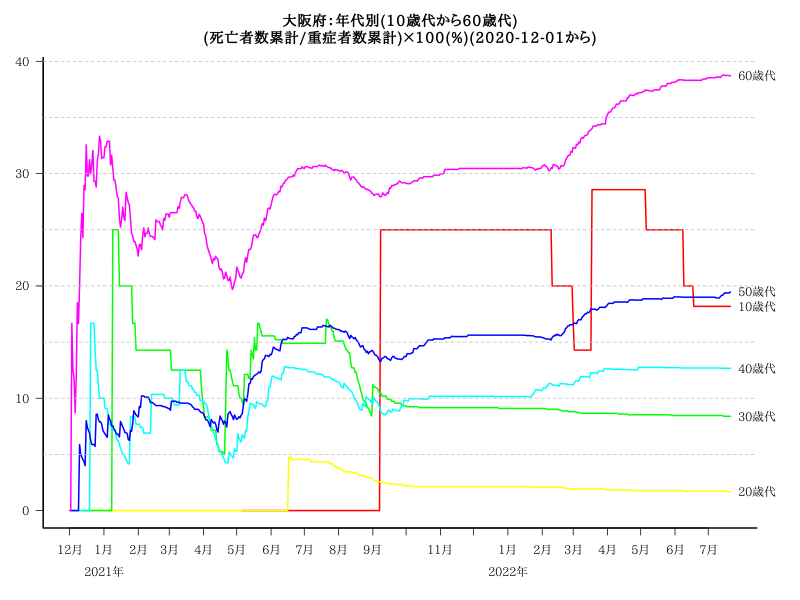 大阪府：年代別(10歳代から60歳代)
(死亡者数累計/重症者数累計)×100(%)(2020-12-01から)
40
30
20
10
0
60歳代
50歳代
10歳代
40歳代
30歳代
20歳代
12月 1月 2月 3月 4月 5月 6月 7月 8月 9月 11月 1月 2月 3月 4月 5月 6月 7月
2021年 2022年